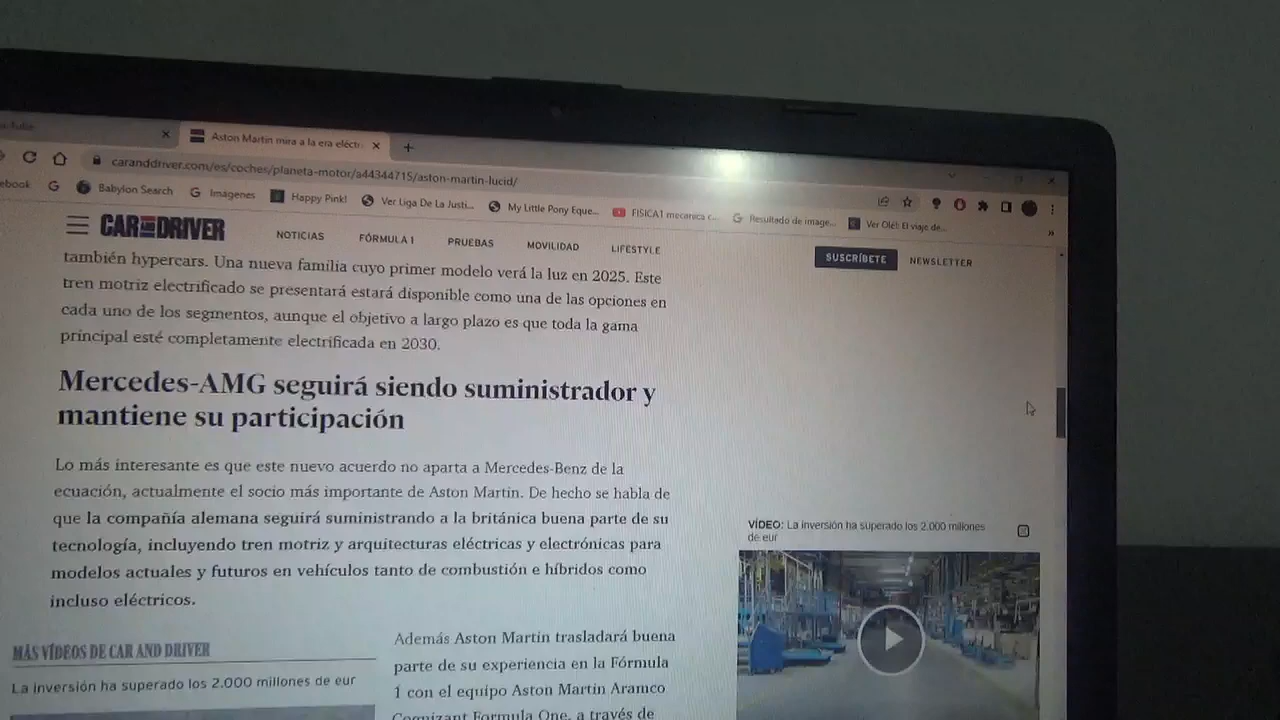 Aston Martin mira a la era eléctr
caranddriver.com/es/coches/planeta-motor/a44344715/aston-martin-lucid/
ebook
Babylon Search
Imágenes
Happy Pink!
Ver Liga De La Justi...
My Little Pony Eque...
FISICA1 mecanica c...
Resultado de image...
Ver Olé!: El viaje de...
»
CAR AND DRIVER
NOTICIAS
FÓRMULA 1
PRUEBAS
MOVILIDAD
LIFESTYLE
SUSCRÍBETE
NEWSLETTER
también hypercars. Una nueva familia cuyo primer modelo verá la luz en 2025. Este
tren motriz electrificado se presentará estará disponible como una de las opciones en
cada uno de los segmentos, aunque el objetivo a largo plazo es que toda la gama
principal esté completamente electrificada en 2030.
Mercedes-AMG seguirá siendo suministrador y
mantiene su participación
Lo más interesante es que este nuevo acuerdo no aparta a Mercedes-Benz de la
ecuación, actualmente el socio más importante de Aston Martin. De hecho se habla de
que la compañía alemana seguirá suministrando a la británica buena parte de su
tecnología, incluyendo tren motriz y arquitecturas eléctricas y electrónicas para
modelos actuales y futuros en vehículos tanto de combustión e híbridos como
incluso eléctricos.
MÁS VÍDEOS DE CAR AND DRIVER
La inversión ha superado los 2.000 millones de eur
Además Aston Martin trasladará buena
parte de su experiencia en la Fórmula
1 con el equipo Aston Martin Aramco
Cognizant Formula One, a través de
VÍDEO: La inversión ha superado los 2.000 millones
de eur